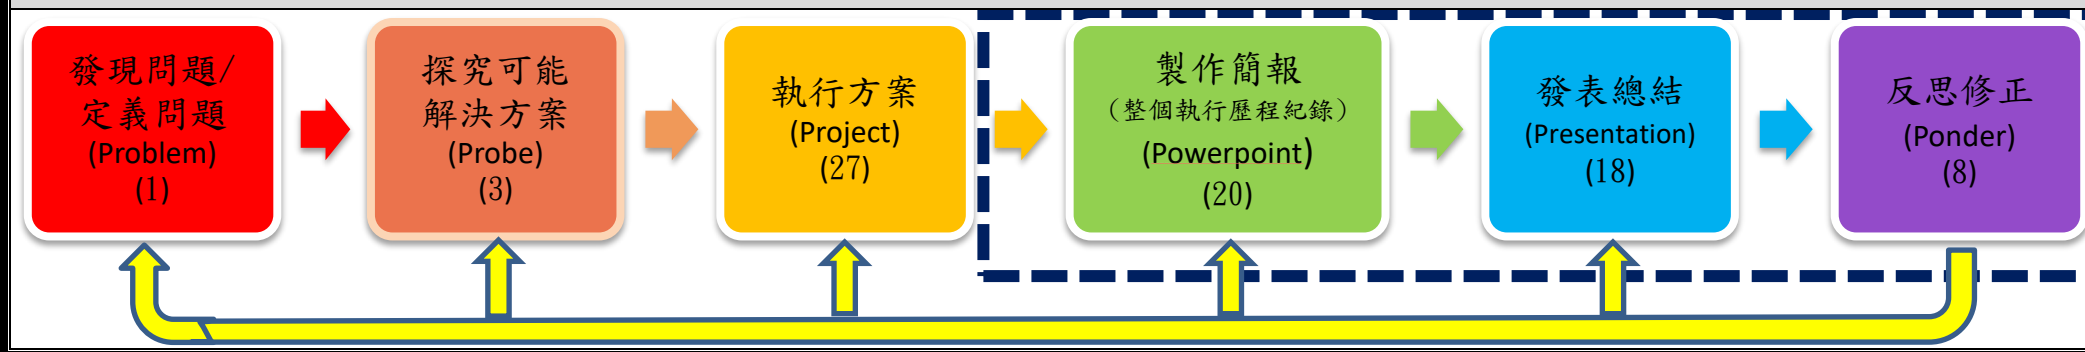 發現問題/
定義問題
(Problem)
(1)
探究可能
解決方案
(Probe)
(3)
執行方案
(Project)
(27)
製作簡報
（整個執行歷程紀錄）
(Powerpoint)
(20)
發表總結
(Presentation)
(18)
反思修正
(Ponder)
(8)